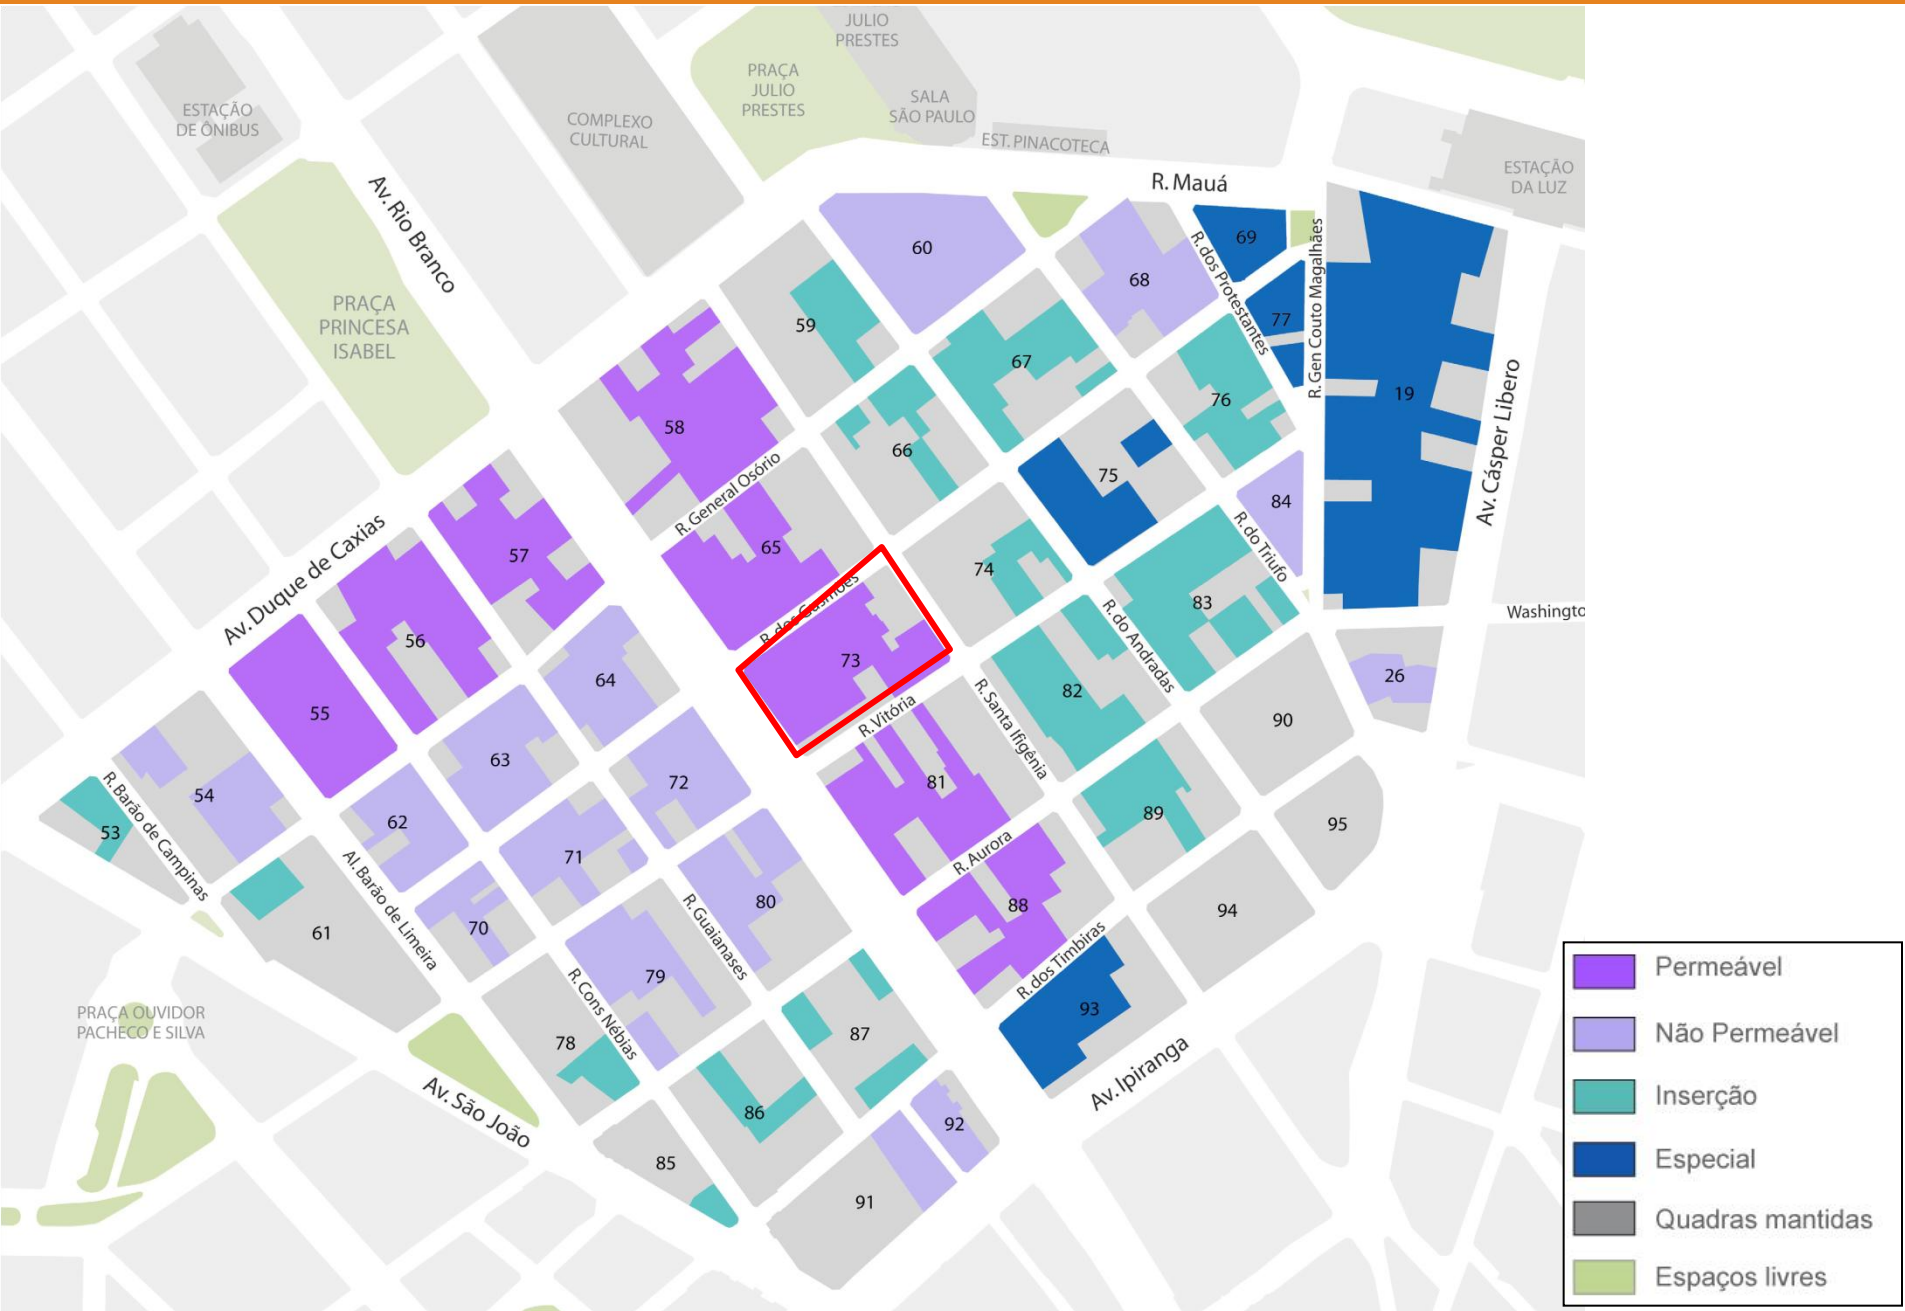 JULIO
PRESTES
PRAÇA
JULIO
PRESTES
SALA
SÃO PAULO
EST. PINACOTECA
ESTAÇÃO
DE ÔNIBUS
COMPLEXO
CULTURAL
ESTAÇÃO
DA LUZ
R. Mauá
Av. Rio Branco
PRAÇA
PRINCESA
ISABEL
60
69
68
59
77
67
76
19
58
66
75
84
65
74
57
83
56
73
64
82
26
55
63
90
72
81
54
62
53
71
89
95
80
88
94
70
61
79
93
78
87
86
92
85
91
R. dos Protestantes
R. Gen Couto Magalhães
Av. Cásper Libero
R. General Osório
R. dos Gusmões
R. do Triufo
Washingto
Av. Duque de Caxias
R. do Andradas
R. Vitória
R. Santa Ifigênia
R. Barão de Campinas
Al. Barão de Limeira
R. Aurora
R. Guaianases
R. dos Timbiras
R. Cons Nébias
PRAÇA OUVIDOR
PACHECO E SILVA
Av. São João
Av. Ipiranga
Permeável
Não Permeável
Inserção
Especial
Quadras mantidas
Espaços livres